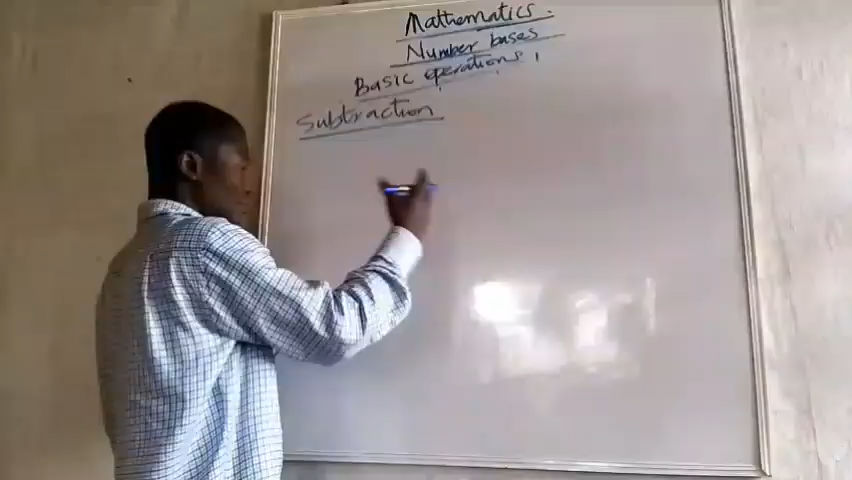 Mathematics.
Number bases
Basic operations,
Subtraction